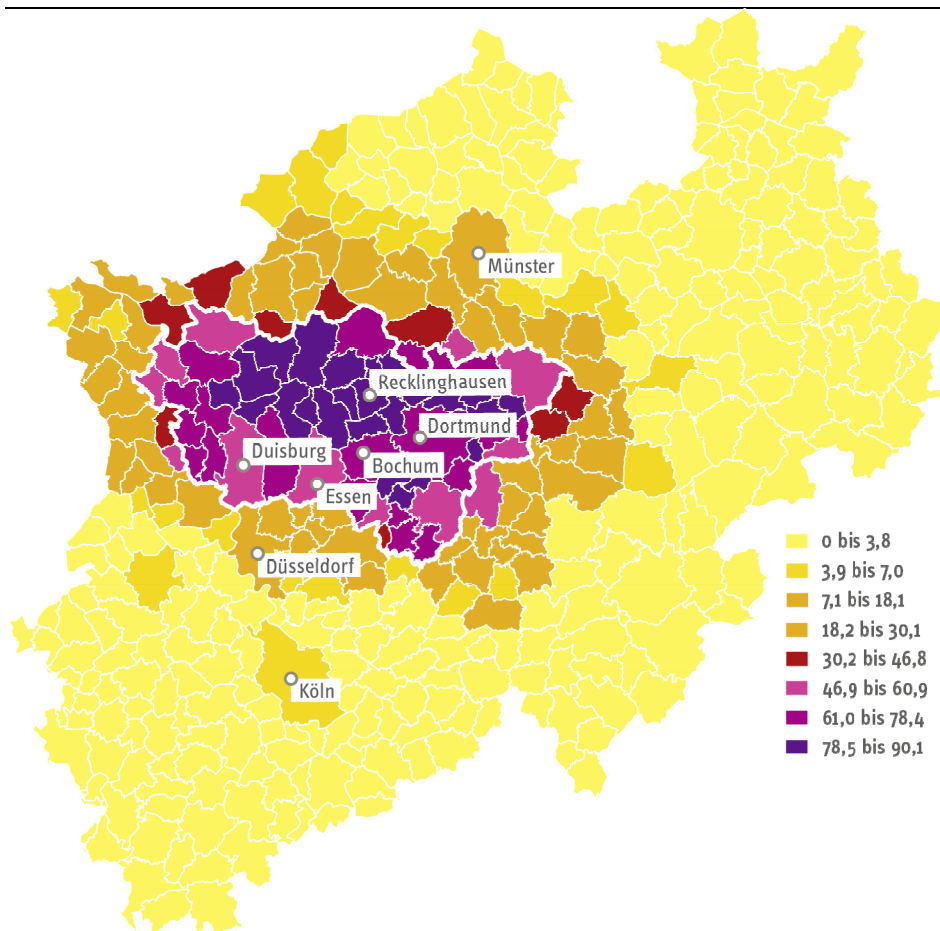 Münster
Recklinghausen
Dortmund
Duisburg
Bochum
Essen
Düsseldorf
Köln
0 bis 3,8
3,9 bis 7,0
7,1 bis 18,1
18,2 bis 30,1
30,2 bis 46,8
46,9 bis 60,9
61,0 bis 78,4
78,5 bis 90,1